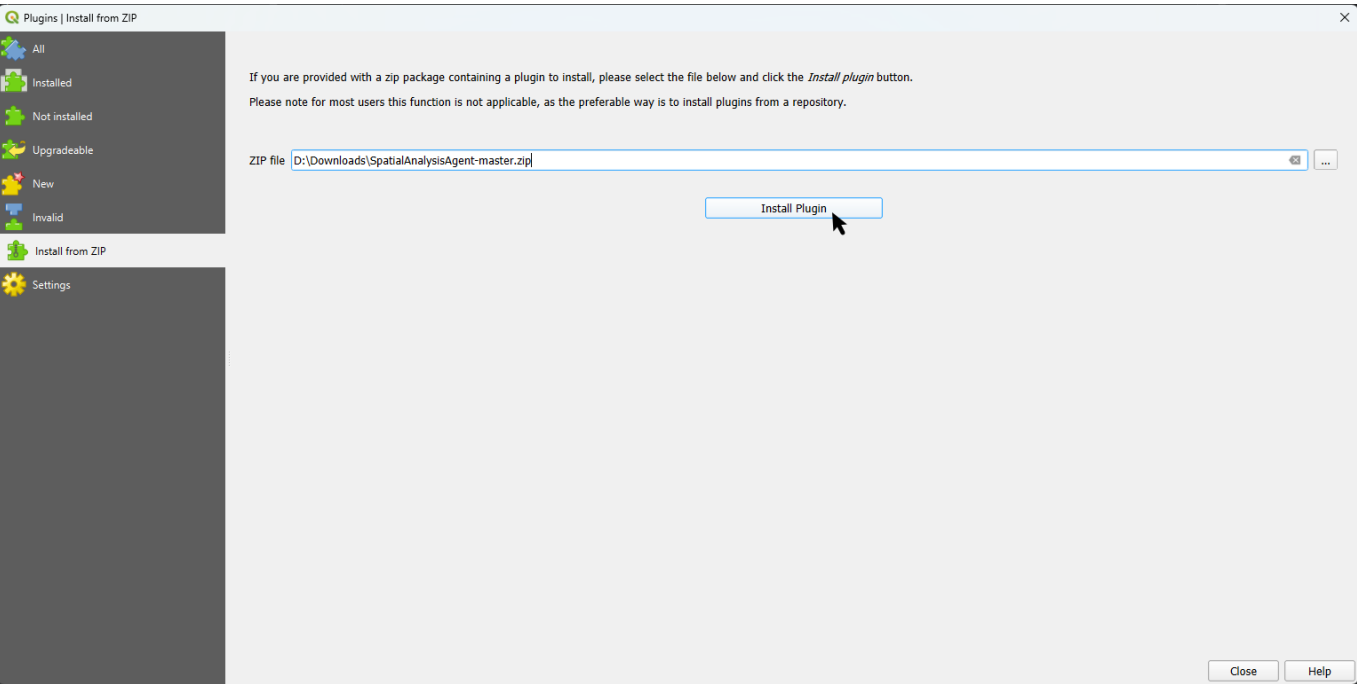 Plugins | Install from ZIP
All
Installed
Not installed
Upgradeable
New
Invalid
Install from ZIP
Settings
If you are provided with a zip package containing a plugin to install, please select the file below and click the Install plugin button.
Please note for most users this function is not applicable, as the preferable way is to install plugins from a repository.
ZIP file D:\Downloads\SpatialAnalysisAgent-master.zip ...
Install Plugin
Close Help